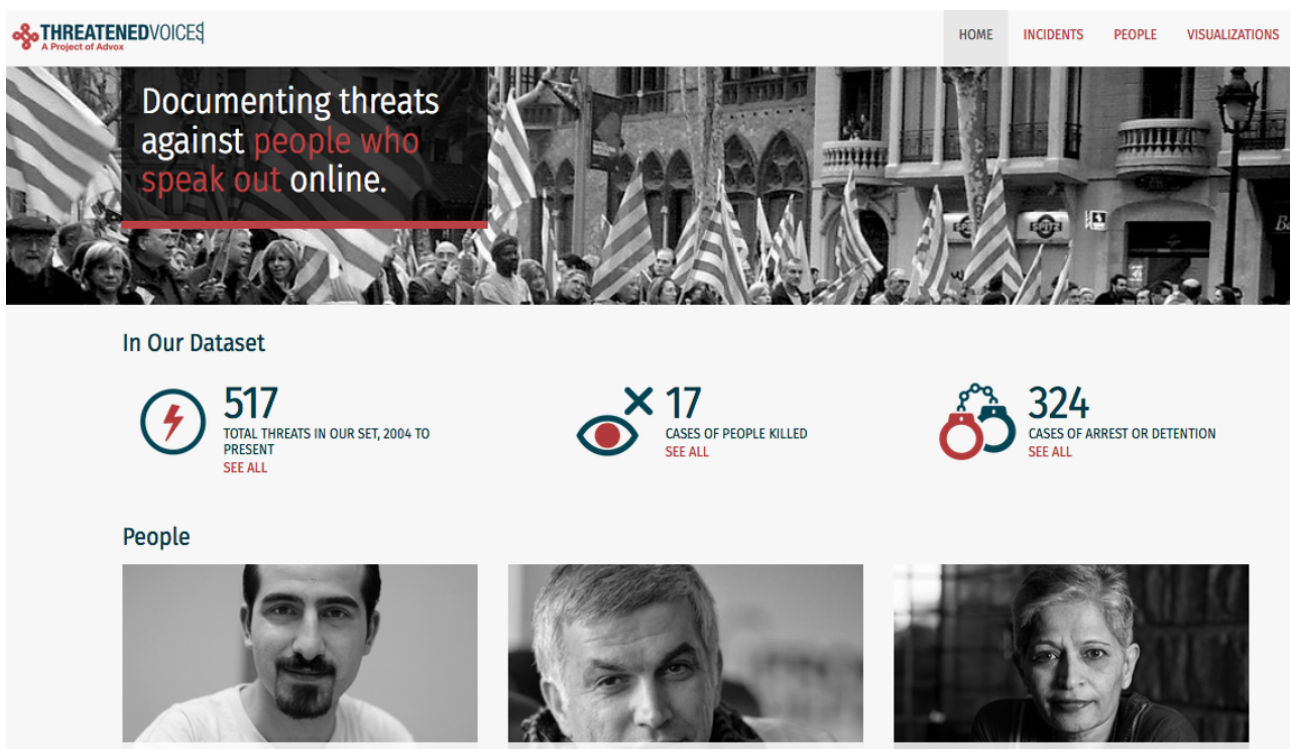 THREATENEDVOICES
A Project of Advox
HOME INCIDENTS PEOPLE VISUALIZATIONS
Documenting threats
against people who
speak out online.
In Our Dataset
517
TOTAL THREATS IN OUR SET, 2004 TO
PRESENT
SEE ALL
17
CASES OF PEOPLE KILLED
SEE ALL
324
CASES OF ARREST OR DETENTION
SEE ALL
People